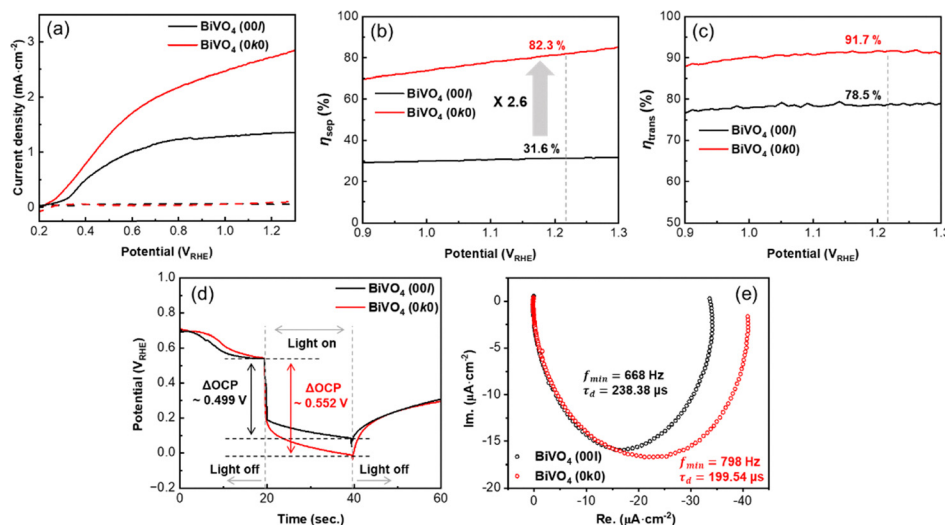 (a)
BiVO4 (00l)
BiVO4 (0k0)
Current density (mA·cm-2)
3
2
1
0
0.2 0.4 0.6 0.8 1.0 1.2
Potential (VRHE)
(b)
82.3 %
BiVO4 (00l)
BiVO4 (0k0)
X 2.6
31.6 %
ηsep (%)
100
80
60
40
20
0
0.9 1.0 1.1 1.2 1.3
Potential (VRHE)
(c)
91.7 %
78.5 %
BiVO4 (00l)
BiVO4 (0k0)
ηtrans (%)
100
90
80
70
60
50
40
30
0.9 1.0 1.1 1.2 1.3
Potential (VRHE)
(d)
BiVO4 (00l)
BiVO4 (0k0)
Light on
ΔOCP
~ 0.499 V
ΔOCP
~ 0.552 V
Light off
Light off
Potential (VRHE)
1.0
0.8
0.6
0.4
0.2
0.0
-0.2
0 20 40 60
Time (sec.)
(e)
fmin = 668 Hz
τd = 238.38 µs
BiVO4 (00l)
BiVO4 (0k0)
fmin = 798 Hz
τd = 199.54 µs
Im. (µA·cm-2)
0
-5
-10
-15
-20
0 -10 -20 -30 -40
Re. (µA·cm-2)